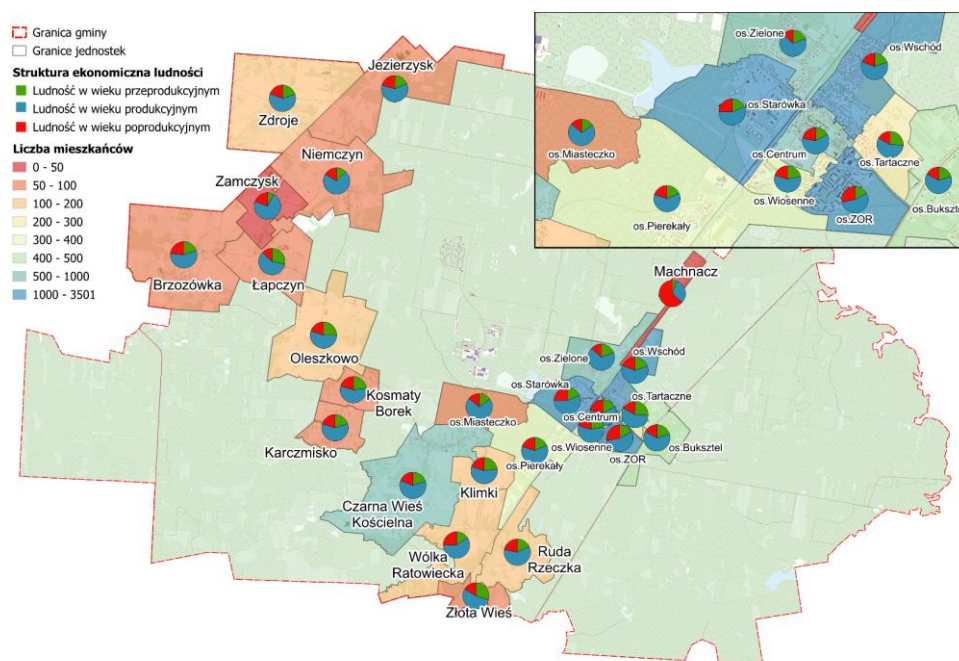 Granica gminy
Granice jednostek
Struktura ekonomiczna ludności
Ludność w wieku przeprodukcyjnym
Ludność w wieku produkcyjnym
Ludność w wieku poprodukcyjnym
Liczba mieszkańców
0 - 50
50 - 100
100 - 200
200 - 300
300 - 400
400 - 500
500 - 1000
1000 - 3501
os.Zielone
os.Wschód
os.Starówka
os.Miasteczko
os.Centrum
os.Tartaczne
os.Wiosenne
os.Pierekały
os.ZOR
os.Buksztel
Jezierzysk
Zdroje
Niemczyn
Zamczysk
Brzozówka
Łapczyn
Machnacz
Oleszkowo
os.Zielone
os.Wschód
Kosmaty
Borek
os.Starówka
os.Tartaczne
os.Centrum
os.Miasteczko
Karczmisko
os.Wiosenne
os.Buksztel
os.ZOR
os.Pierekały
Klimki
Czarna Wieś
Kościelna
Wólka
Ratowiecka
Ruda
Rzeczka
Złota Wieś